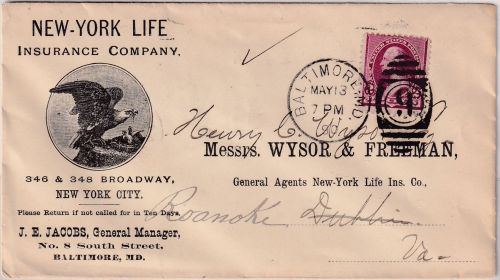 NEW-YORK LIFE
INSURANCE COMPANY,
346 & 348 BROADWAY,
NEW YORK CITY.
Please Return if not called for in Ten Days.
J. E. JACOBS, General Manager,
No. 8 South Street,
BALTIMORE, MD.
BALTIMORE, MD.
MAY 13
7 PM
90
Henry C.
Messrs. WYSOR & FREEMAN,
General Agents New-York Life Ins. Co.,
Roanoke Dublin
Va-